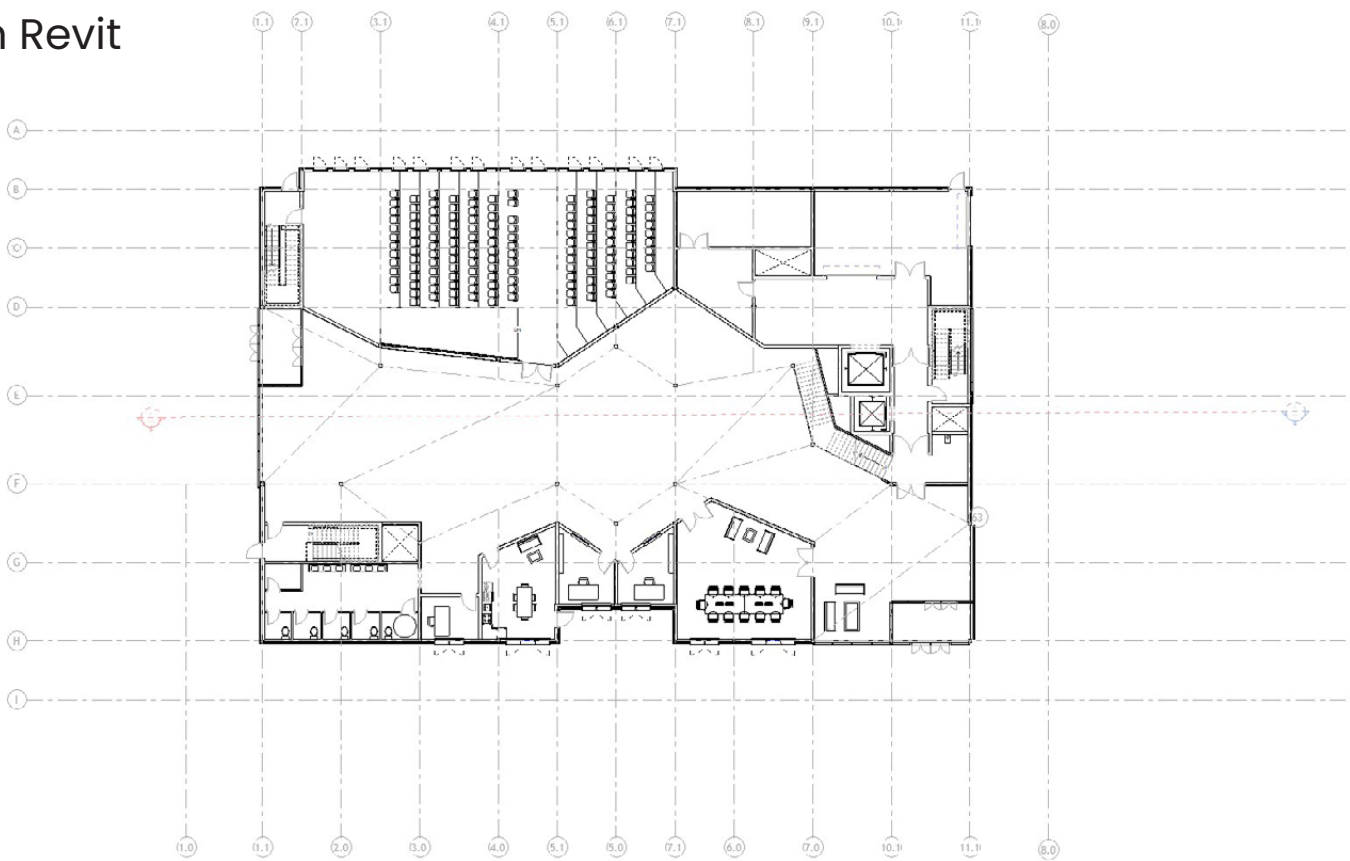 n Revit
(1.1) (2.1) (3.1) (4.1) (5.1) (6.1) (7.1) (8.1) (9.1) 10.1 11.1 (8.0)
A
B
C
D
E
F
G
H
I
63
(1.0) (1.1) (2.0) (3.0) (4.1) (5.1) (5.0) (7.1) (6.0) (7.0) 10.1 11.1 (8.0)